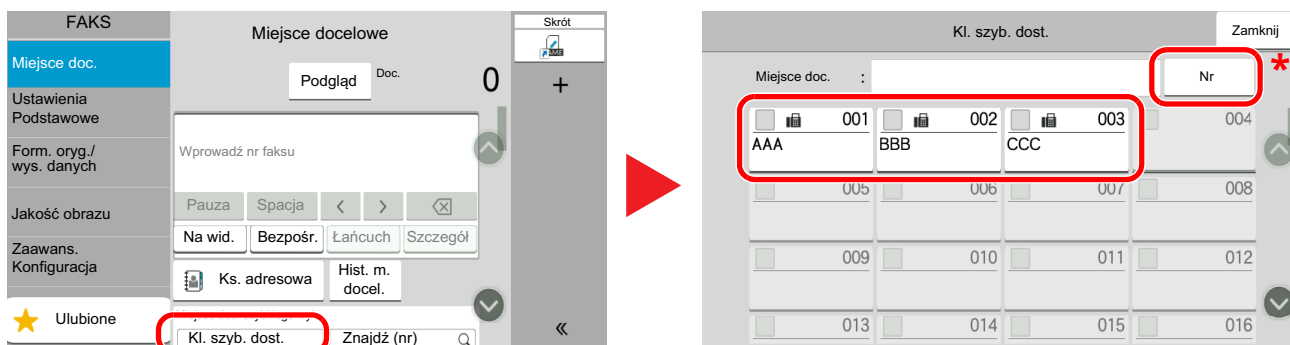 FAKS
Miejsce doc.
Ustawienia
Podstawowe
Form. oryg./
wys. danych
Jakość obrazu
Zaawans.
Konfiguracja
Ulubione
Miejsce docelowe
Podgląd
Doc.
0
Wprowadź nr faksu
Pauza
Spacja
Na wid.
Bezpośr.
Łańcuch
Szczegół
Ks. adresowa
Hist. m.
docel.
Kl. szyb. dost.
Znajdź (nr)
Skrót
+
«
Kl. szyb. dost.
Zamknij
Miejsce doc. :
Nr
*
001
AAA
002
BBB
003
CCC
004
005
006
007
008
009
010
011
012
013
014
015
016